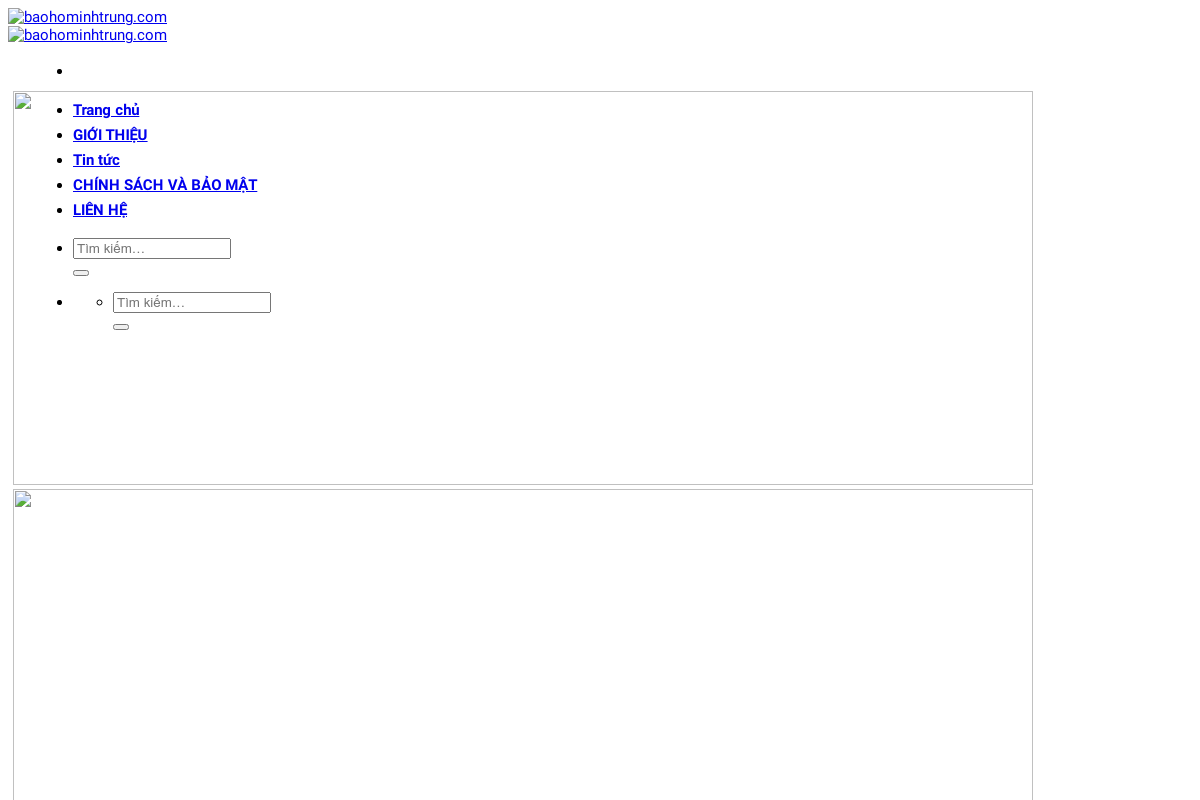 baohominhtrung.com
baohominhtrung.com
Trang chủ
GIỚI THIỆU
Tin tức
CHÍNH SÁCH VÀ BẢO MẬT
LIÊN HỆ
Tìm kiếm…
Tìm kiếm…